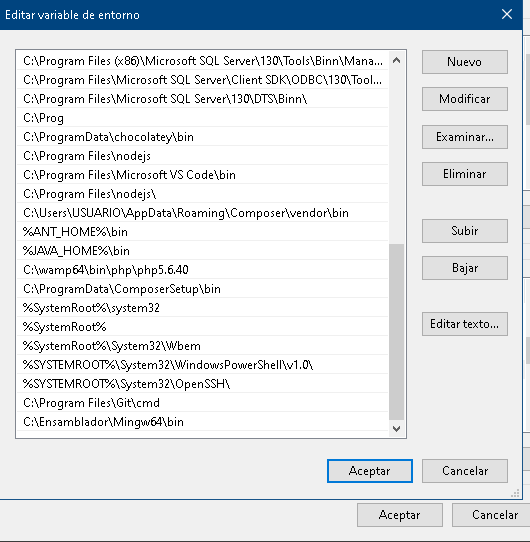 Editar variable de entorno
C:\Program Files (x86)\Microsoft SQL Server\130\Tools\Binn\Mana...
C:\Program Files\Microsoft SQL Server\Client SDK\ODBC\130\Tool...
C:\Program Files\Microsoft SQL Server\130\DTS\Binn\
C:\Prog
C:\ProgramData\chocolatey\bin
C:\Program Files\nodejs
C:\Program Files\Microsoft VS Code\bin
C:\Program Files\nodejs\
C:\Users\USUARIO\AppData\Roaming\Composer\vendor\bin
%ANT_HOME%\bin
%JAVA_HOME%\bin
C:\wamp64\bin\php\php5.6.40
C:\ProgramData\ComposerSetup\bin
%SystemRoot%\system32
%SystemRoot%
%SystemRoot%\System32\Wbem
%SYSTEMROOT%\System32\WindowsPowerShell\v1.0\
%SYSTEMROOT%\System32\OpenSSH\
C:\Program Files\Git\cmd
C:\Ensamblador\Mingw64\bin
Nuevo
Modificar
Examinar...
Eliminar
Subir
Bajar
Editar texto...
Aceptar
Cancelar
Aceptar
Cancelar